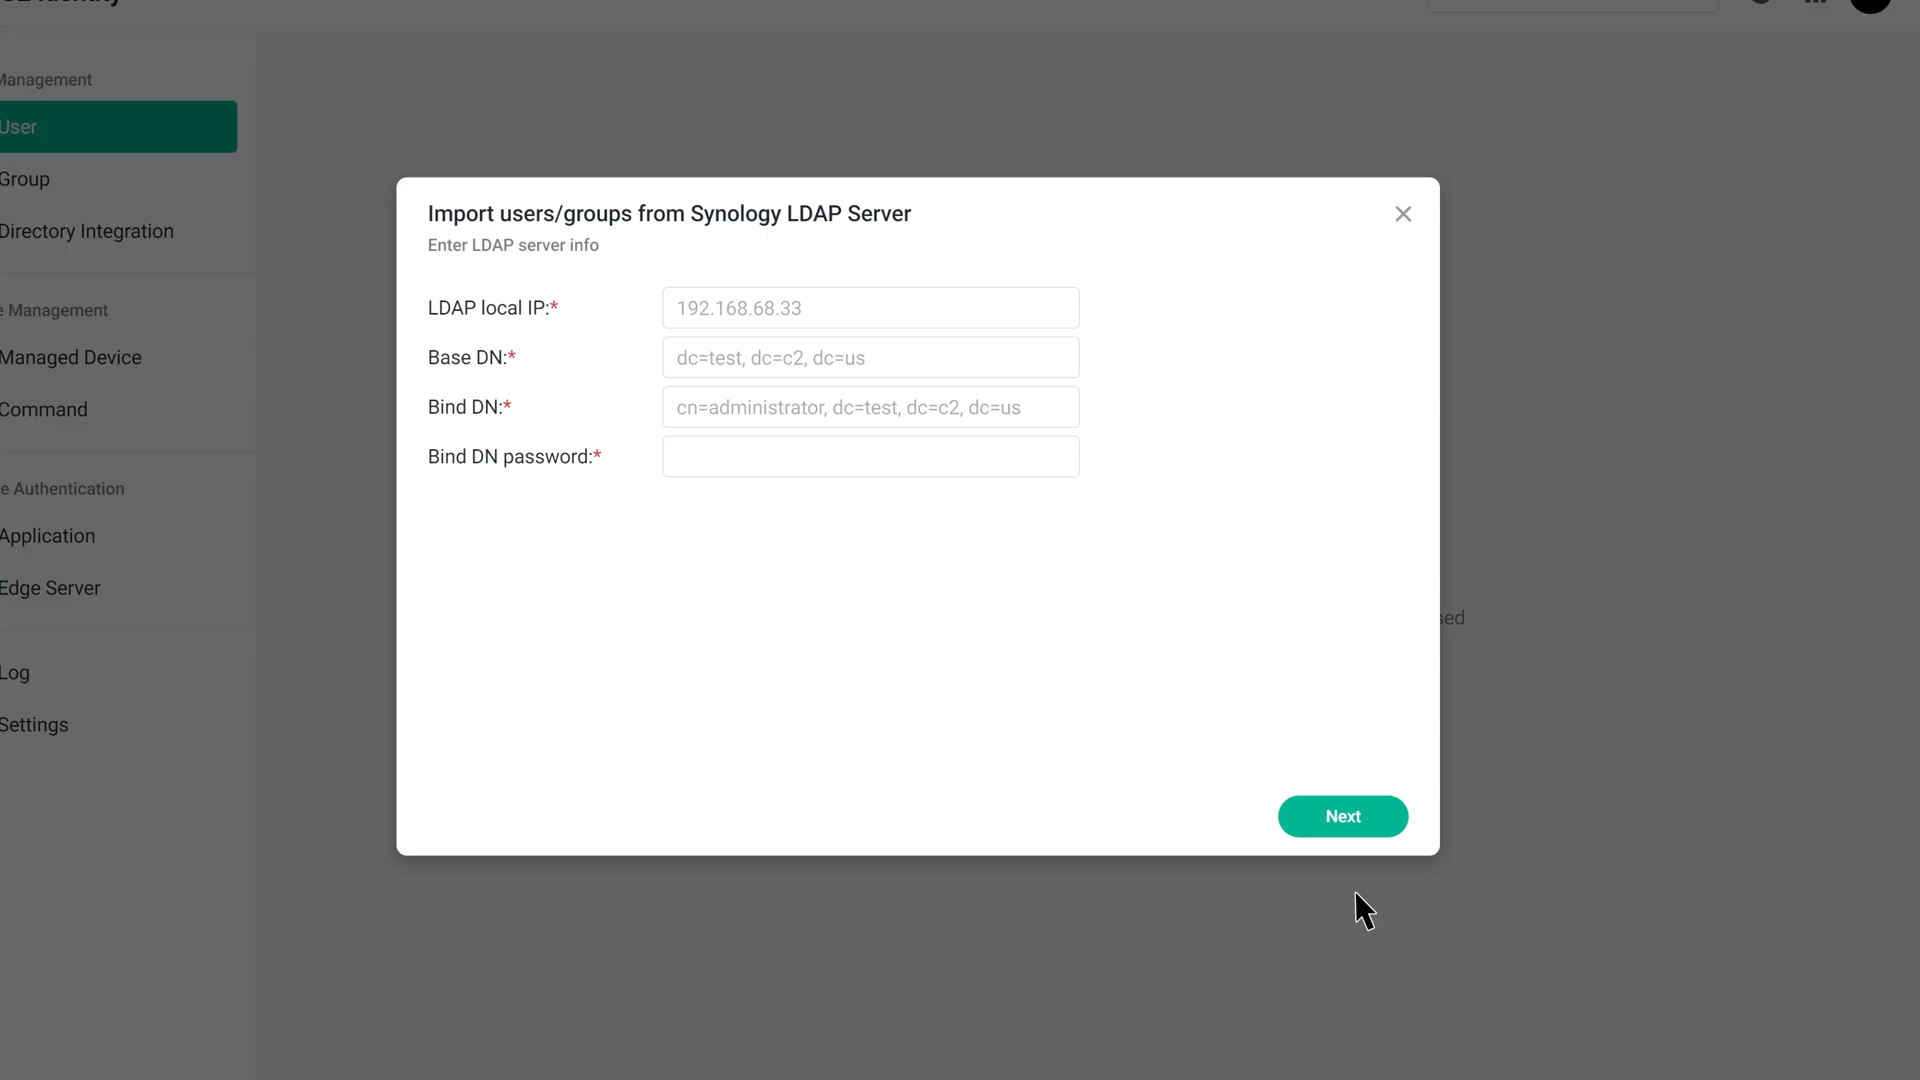 Identity
Management
User
Group
Directory Integration
Management
Managed Device
Command
Authentication
Application
Edge Server
Log
Settings
Import users/groups from Synology LDAP Server
Enter LDAP server info
LDAP local IP:*
192.168.68.33
Base DN:*
dc=test, dc=c2, dc=us
Bind DN:*
cn=administrator, dc=test, dc=c2, dc=us
Bind DN password:*
Next